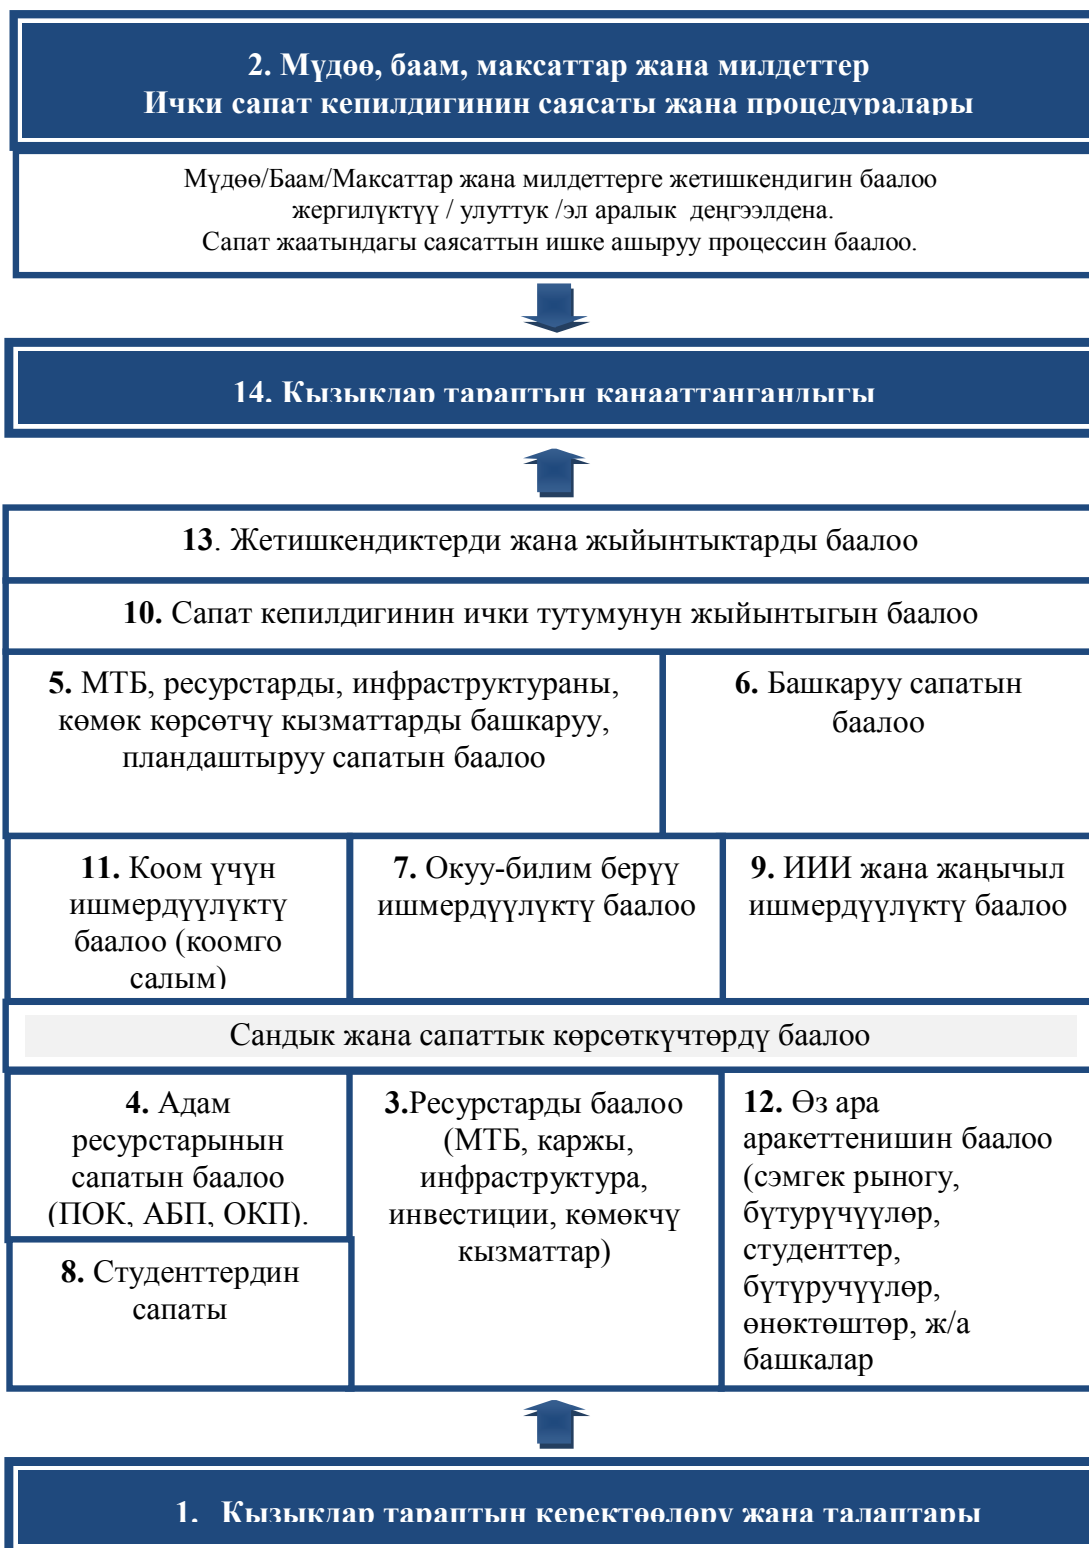 2. Мүдөө, баам, максаттар жана милдеттер
Ички сапат кепилдигинин саясаты жана процедуралары
Мүдөө/Баам/Максаттар жана милдеттерге жетишкендигин баалоо
жергилүктүү / улуттук /эл аралык деңгээлдена.
Сапат жаатындагы саясаттын ишке ашыруу процессин баалоо.
14. Кызыкдар тараптын канааттангандыгы
13. Жетишкендиктерди жана жыйынтыктарды баалоо
10. Сапат кепилдигинин ички тутумунун жыйынтыгын баалоо
5. МТБ, ресурстарды, инфраструктураны,
көмөк көрсөтчү кызматтарды башкаруу,
пландаштыруу сапатын баалоо
6. Башкаруу сапатын
баалоо
11. Коом үчүн
ишмердүүлүктү
баалоо (коомго
салым)
7. Окуу-билим берүү
ишмердүүлүктү баалоо
9. ИИИ жана жаңычыл
ишмердүүлүктү баалоо
Сандык жана сапаттык көрсөткүчтөрдү баалоо
4. Адам
ресурстарынын
сапатын баалоо
(ПОК, АБП, ОКП).
8. Студенттердин
сапаты
3.Ресурстарды баалоо
(МТБ, каржы,
инфраструктура,
инвестиции, көмөкчү
кызматтар)
12. Өз ара
аракеттенишин баалоо
(сэмгек рыногу,
бүтурүчүүлөр,
студенттер,
бүтүручүүлөр,
өнөктөштөр, ж/а
башкалар
1. Кызыкдар тараптын керектөөлөрү жана талаптары